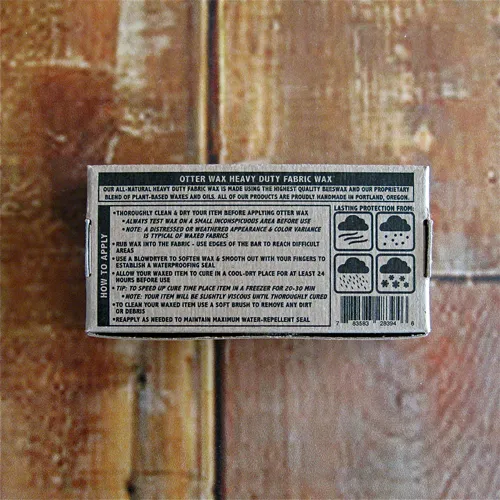 OTTER WAX HEAVY DUTY FABRIC WAX
OUR ALL-NATURAL HEAVY DUTY FABRIC WAX IS MADE USING THE HIGHEST QUALITY BEESWAX AND OUR PROPRIETARY
BLEND OF PLANT-BASED WAXES AND OILS. ALL OF OUR PRODUCTS ARE PROUDLY HANDMADE IN PORTLAND, OREGON.
HOW TO APPLY
•THOROUGHLY CLEAN & DRY YOUR ITEM BEFORE APPLYING OTTER WAX
•ALWAYS TEST WAX ON A SMALL INCONSPICUOUS AREA BEFORE USE
•NOTE: A DISTRESSED OR WEATHERED APPEARANCE & COLOR VARIANCE
IS TYPICAL OF WAXED FABRICS
•RUB WAX INTO THE FABRIC - USE EDGES OF THE BAR TO REACH DIFFICULT
AREAS
•USE A BLOWDRYER TO SOFTEN WAX & SMOOTH OUT WITH YOUR FINGERS TO
ESTABLISH A WATERPROOFING SEAL
•ALLOW YOUR WAXED ITEM TO CURE IN A COOL-DRY PLACE FOR AT LEAST 24
HOURS BEFORE USE
•TIP: TO SPEED UP CURE TIME PLACE ITEM IN A FREEZER FOR 20-30 MIN
•NOTE: YOUR ITEM WILL BE SLIGHTLY VISCOUS UNTIL THOROUGHLY CURED
•TO CLEAN YOUR WAXED ITEM USE A SOFT BRUSH TO REMOVE ANY DIRT
OR DEBRIS
•REAPPLY AS NEEDED TO MAINTAIN MAXIMUM WATER-REPELLENT SEAL
LASTING PROTECTION FROM:
7 83583 28394 6